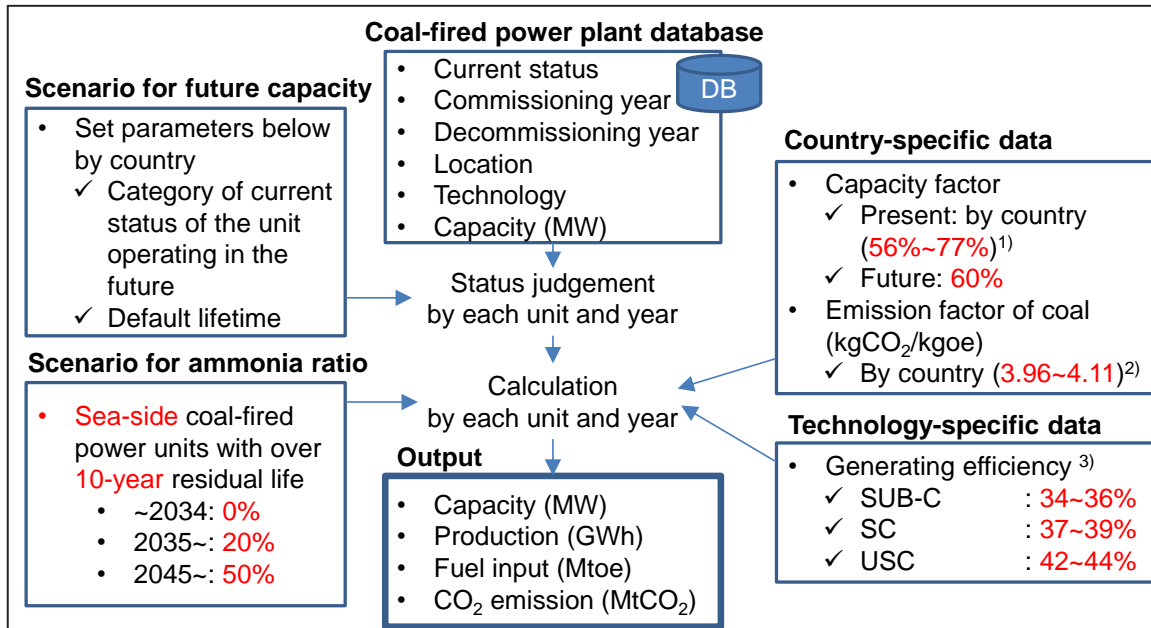 Coal-fired power plant database
• Current status
• Commissioning year
• Decommissioning year
• Location
• Technology
• Capacity (MW)
DB
Scenario for future capacity
• Set parameters below
by country
✓ Category of current
status of the unit
operating in the
future
✓ Default lifetime
Status judgement
by each unit and year
Country-specific data
• Capacity factor
✓ Present: by country
(56%~77%)¹⁾
✓ Future: 60%
• Emission factor of coal
(kgCO₂/kgoe)
✓ By country (3.96~4.11)²⁾
Scenario for ammonia ratio
• Sea-side coal-fired
power units with over
10-year residual life
• ~2034: 0%
• 2035~: 20%
• 2045~: 50%
Calculation
by each unit and year
Technology-specific data
• Generating efficiency ³⁾
✓ SUB-C : 34~36%
✓ SC : 37~39%
✓ USC : 42~44%
Output
• Capacity (MW)
• Production (GWh)
• Fuel input (Mtoe)
• CO₂ emission (MtCO₂)